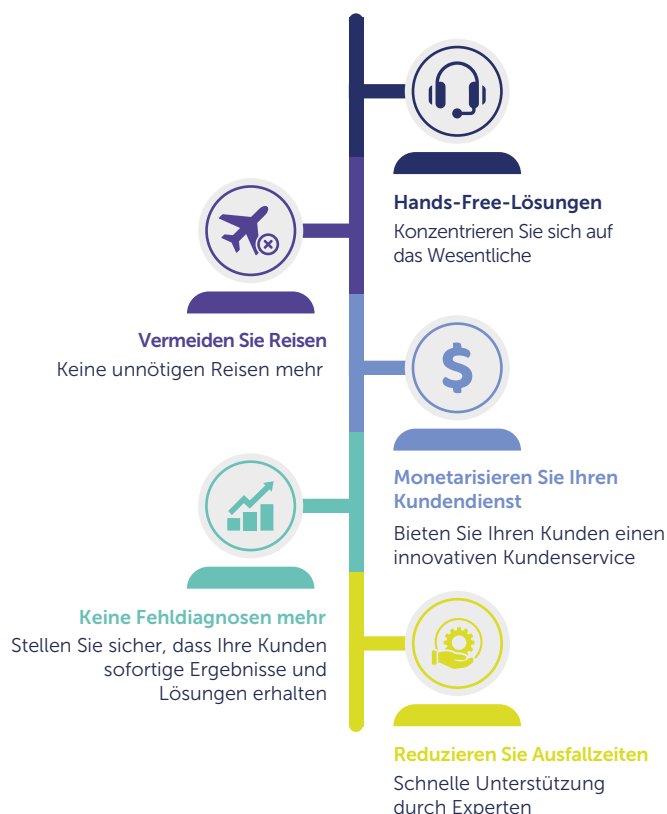 Hands-Free-Lösungen
Konzentrieren Sie sich auf
das Wesentliche
Vermeiden Sie Reisen
Keine unnötigen Reisen mehr
Monetarisieren Sie Ihren
Kundendienst
Bieten Sie Ihren Kunden einen
innovativen Kundenservice
Keine Fehldiagnosen mehr
Stellen Sie sicher, dass Ihre Kunden
sofortige Ergebnisse und
Lösungen erhalten
Reduzieren Sie Ausfallzeiten
Schnelle Unterstützung
durch Experten